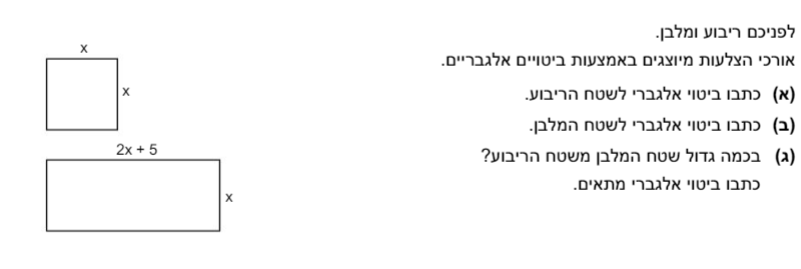 לפניכם ריבוע ומלבן.
אורכי הצלעות מיוצגים באמצעות ביטויים אלגבריים.
(א) כתבו ביטוי אלגברי לשטח הריבוע.
(ב) כתבו ביטוי אלגברי לשטח המלבן.
(ג) בכמה גדול שטח המלבן משטח הריבוע?
כתבו ביטוי אלגברי מתאים.
x
x
2x + 5
x